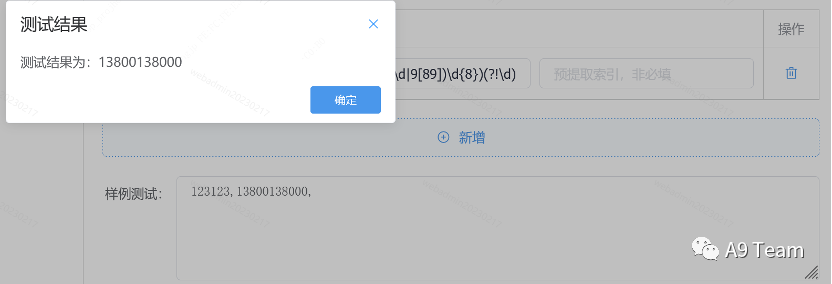 测试结果
测试结果为：13800138000
确定
操作
\d|9[89])\d{8})(?!\d)
预提取索引，非必填
新增
样例测试：
123123,13800138000,
A9 Team